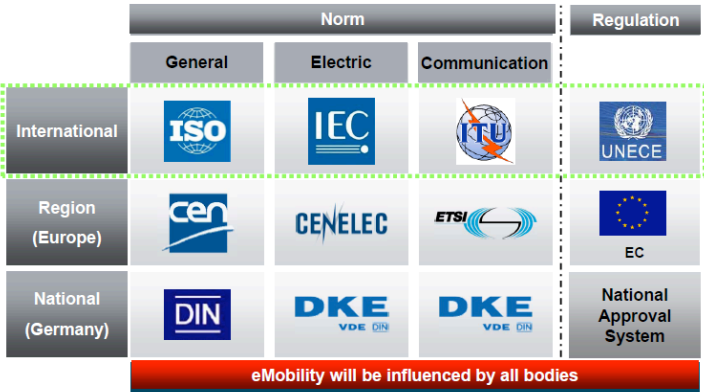 Norm
Regulation
General
Electric
Communication
International
ISO
IEC
ITU
UNECE
Region
(Europe)
cen
CENELEC
ETSI
EC
National
(Germany)
DIN
DKE
VDE DIN
DKE
VDE DIN
National
Approval
System
eMobility will be influenced by all bodies